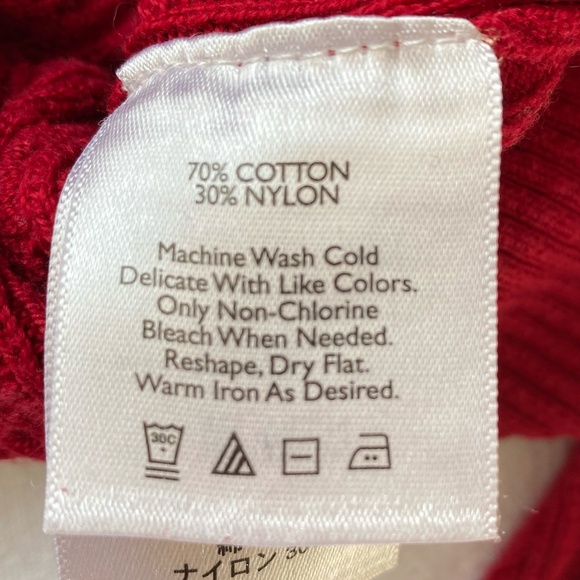 70% COTTON
30% NYLON
Machine Wash Cold
Delicate With Like Colors.
Only Non-Chlorine
Bleach When Needed.
Reshape, Dry Flat.
Warm Iron As Desired.
30C
ナイロン 30